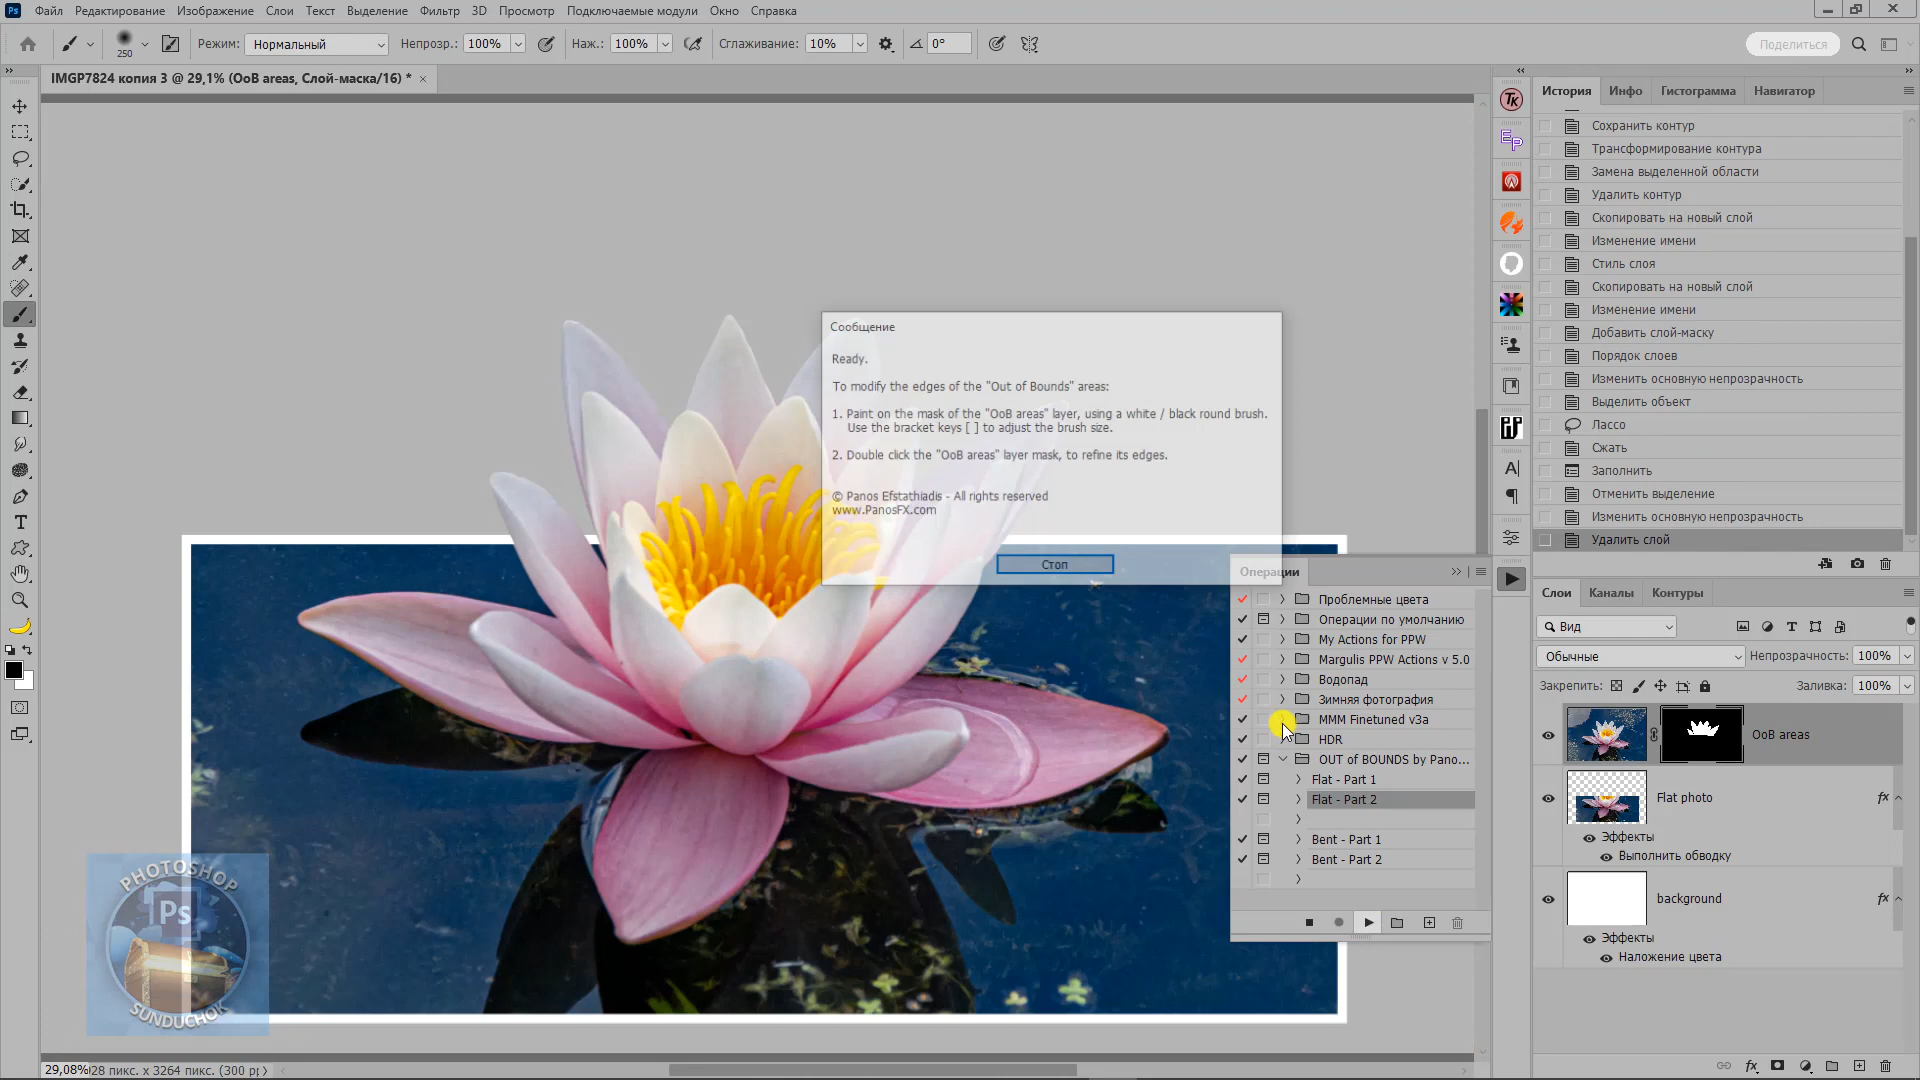 Ps Файл Редактирование Изображение Слои Текст Выделение Фильтр 3D Просмотр Подключаемые модули Окно Справка
250 Режим: Нормальный Непрозр.: 100% Наж.: 100% Сглаживание: 10% 0° Поделиться
IMGP7824 копия 3 @ 29,1% (OoB areas, Слой-маска/16) * ×
История Инфо Гистограмма Навигатор
Сохранить контур
Трансформирование контура
Замена выделенной области
Удалить контур
Скопировать на новый слой
Изменение имени
Стиль слоя
Скопировать на новый слой
Изменение имени
Добавить слой-маску
Порядок слоев
Изменить основную непрозрачность
Выделить объект
Лассо
Сжать
Заполнить
Отменить выделение
Изменить основную непрозрачность
Удалить слой
TK
EP
Сообщение
Ready.
To modify the edges of the "Out of Bounds" areas:
1. Paint on the mask of the "OoB areas" layer, using a white / black round brush.
Use the bracket keys [ ] to adjust the brush size.
2. Double click the "OoB areas" layer mask, to refine its edges.
© Panos Efstathiadis - All rights reserved
www.PanosFX.com
Стоп
Операции
Проблемные цвета
Операции по умолчанию
My Actions for PPW
Margulis PPW Actions v 5.0
Водопад
Зимняя фотография
MMM Finetuned v3a
HDR
OUT of BOUNDS by Pano...
Flat - Part 1
Flat - Part 2
Bent - Part 1
Bent - Part 2
Слои Каналы Контуры
Вид
Обычные Непрозрачность: 100%
Закрепить: Заливка: 100%
OoB areas
Flat photo fx
Эффекты
Выполнить обводку
background fx
Эффекты
Наложение цвета
PHOTOSHOP
Ps
SUNDUCHOK
29,08% 28 пикс. x 3264 пикс. (300 pp